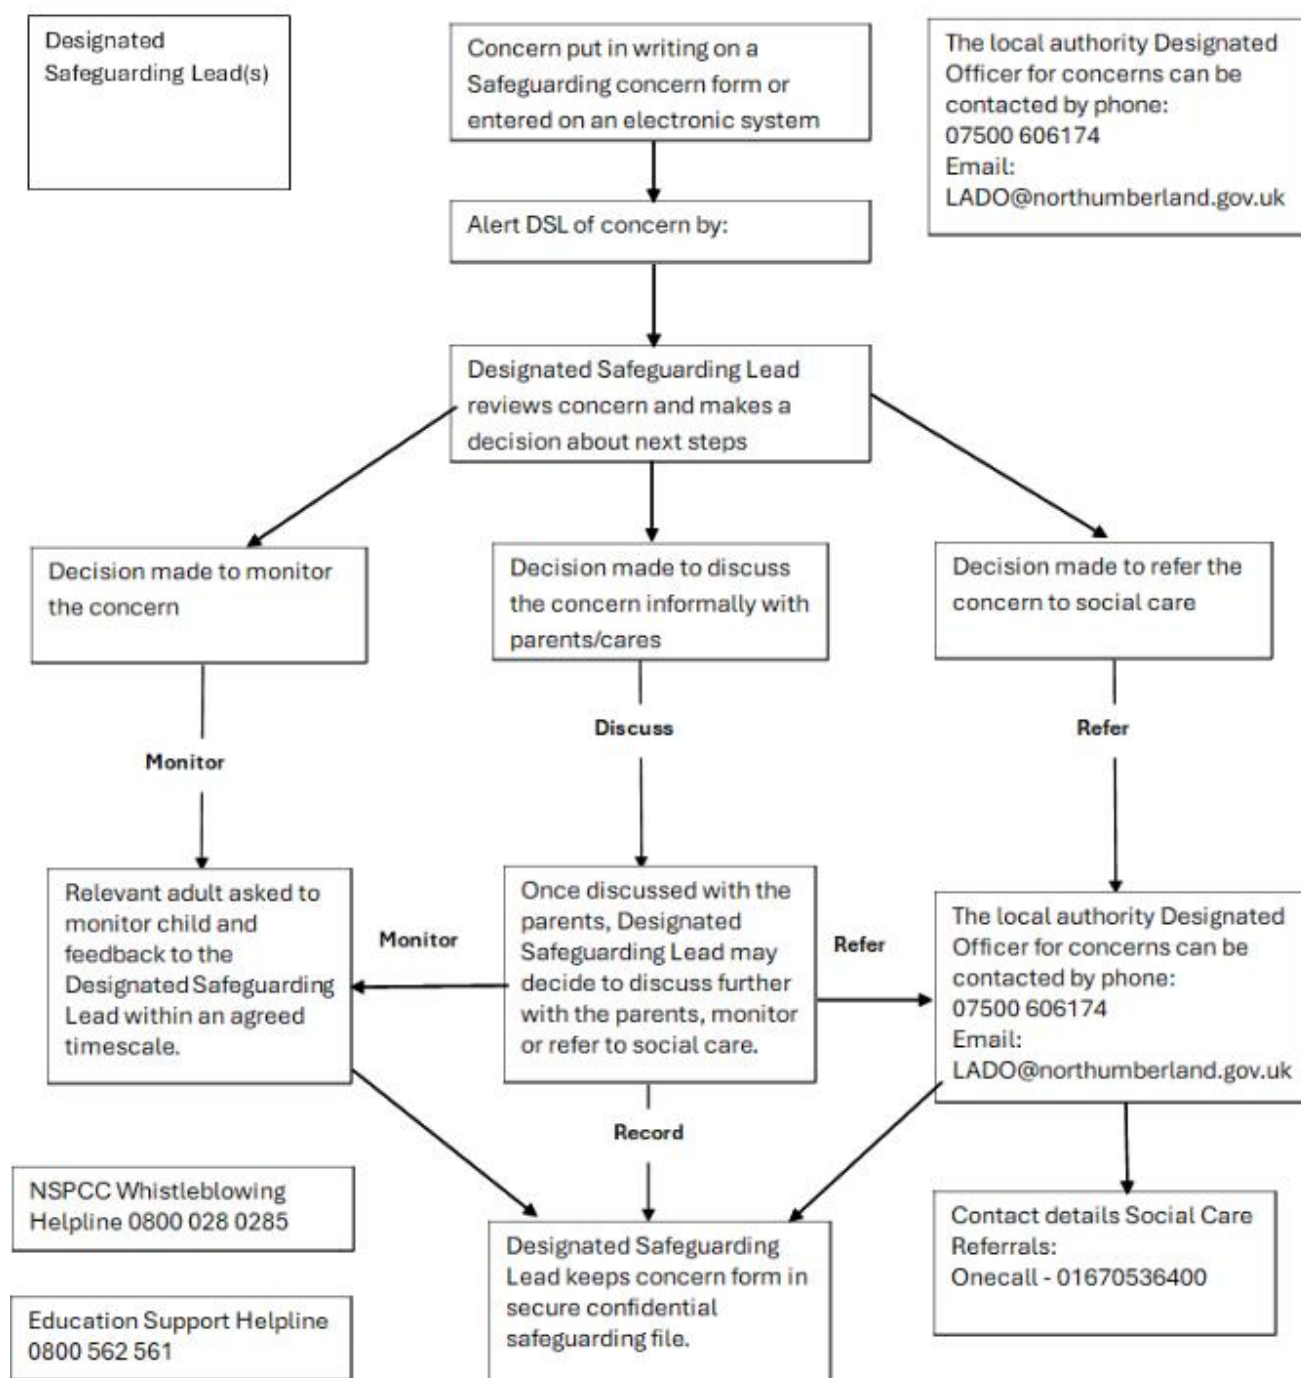 Designated
Safeguarding Lead(s)
Concern put in writing on a
Safeguarding concern form or
entered on an electronic system
The local authority Designated
Officer for concerns can be
contacted by phone:
07500 606174
Email:
LADO@northumberland.gov.uk
Alert DSL of concern by:
Designated Safeguarding Lead
reviews concern and makes a
decision about next steps
Decision made to monitor
the concern
Decision made to discuss
the concern informally with
parents/cares
Decision made to refer the
concern to social care
Monitor
Discuss
Refer
Relevant adult asked to
monitor child and
feedback to the
Designated Safeguarding
Lead within an agreed
timescale.
Monitor
Once discussed with the
parents, Designated
Safeguarding Lead may
decide to discuss further
with the parents, monitor
or refer to social care.
Refer
The local authority Designated
Officer for concerns can be
contacted by phone:
07500 606174
Email:
LADO@northumberland.gov.uk
Record
NSPCC Whistleblowing
Helpline 0800 028 0285
Designated Safeguarding
Lead keeps concern form in
secure confidential
safeguarding file.
Contact details Social Care
Referrals:
Onecall - 01670536400
Education Support Helpline
0800 562 561